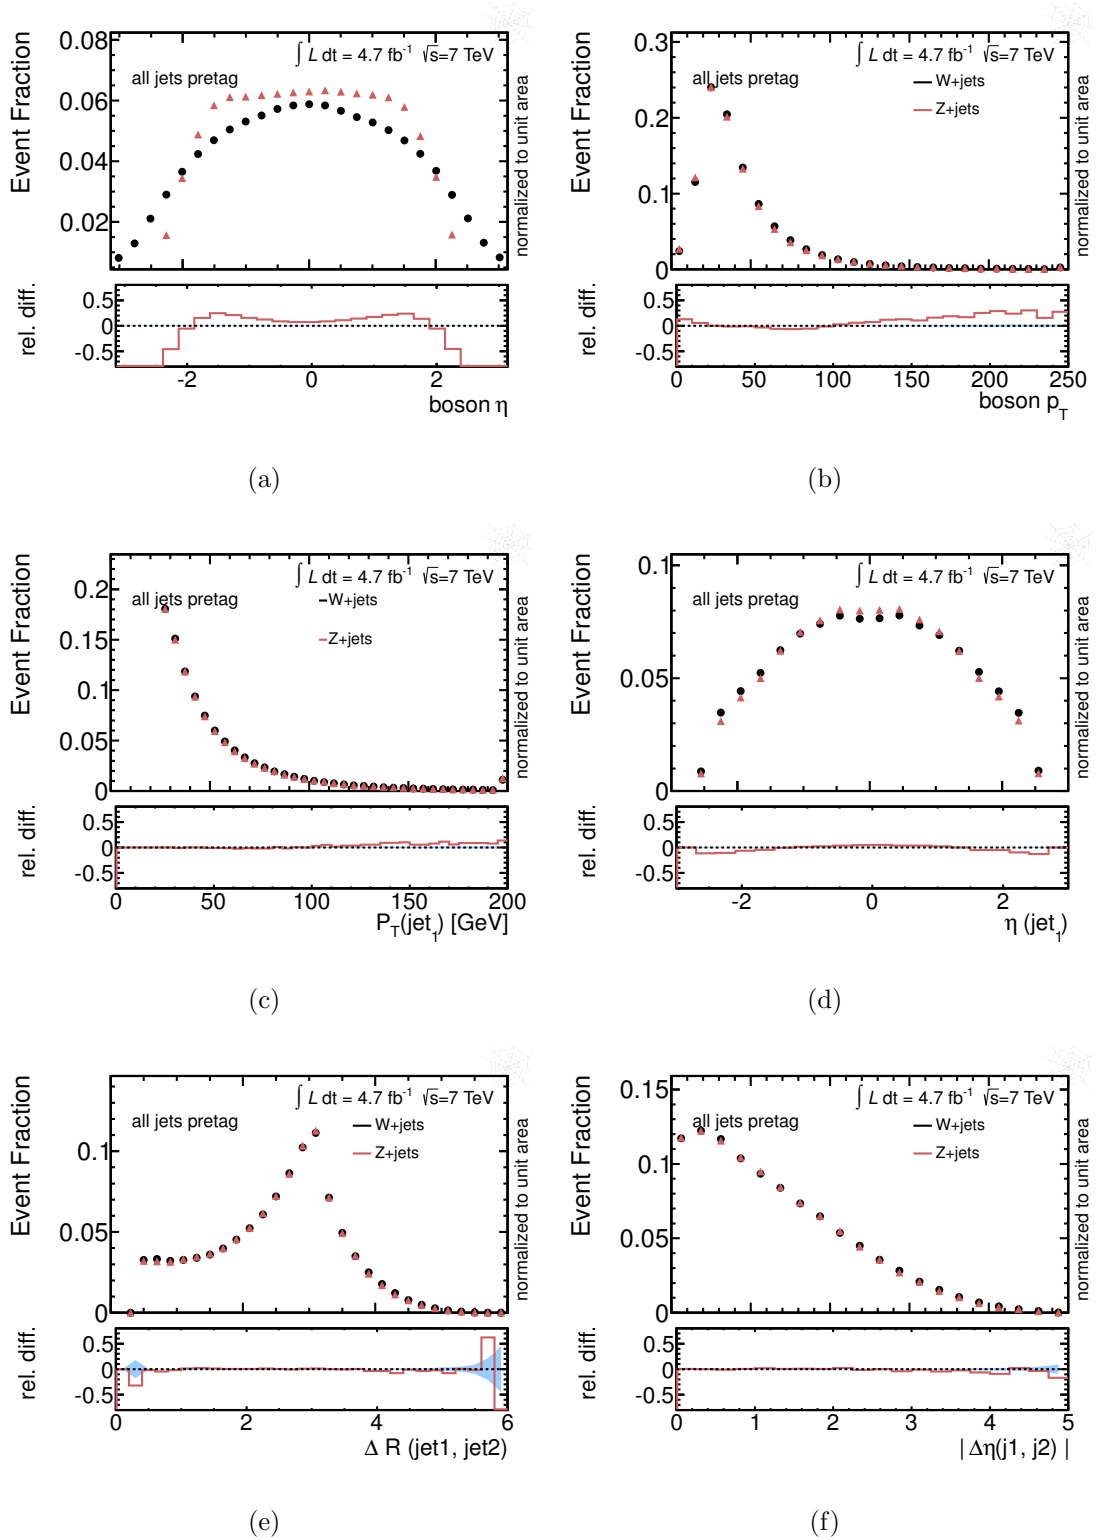 0.08
∫ L dt = 4.7 fb⁻¹ √s=7 TeV
all jets pretag
0.06
0.04
0.02
Event Fraction
normalized to unit area
0.5
0
-0.5
rel. diff.
-2 0 2
boson η
(a)
0.3
∫ L dt = 4.7 fb⁻¹ √s=7 TeV
all jets pretag
W+jets
Z+jets
0.2
0.1
0
Event Fraction
normalized to unit area
0.5
0
-0.5
rel. diff.
0 50 100 150 200 250
boson p_T
(b)
∫ L dt = 4.7 fb⁻¹ √s=7 TeV
0.2
all jets pretag
W+jets
Z+jets
0.15
0.1
0.05
0
Event Fraction
normalized to unit area
0.5
0
-0.5
rel. diff.
0 50 100 150 200
P_T(jet_1) [GeV]
(c)
0.1
∫ L dt = 4.7 fb⁻¹ √s=7 TeV
all jets pretag
0.05
0
Event Fraction
normalized to unit area
0.5
0
-0.5
rel. diff.
-2 0 2
η (jet_1)
(d)
∫ L dt = 4.7 fb⁻¹ √s=7 TeV
all jets pretag
W+jets
Z+jets
0.1
0.05
0
Event Fraction
normalized to unit area
0.5
0
-0.5
rel. diff.
0 2 4 6
Δ R (jet1, jet2)
(e)
0.15
∫ L dt = 4.7 fb⁻¹ √s=7 TeV
all jets pretag
W+jets
Z+jets
0.1
0.05
0
Event Fraction
normalized to unit area
0.5
0
-0.5
rel. diff.
0 1 2 3 4 5
| Δη(j1, j2) |
(f)